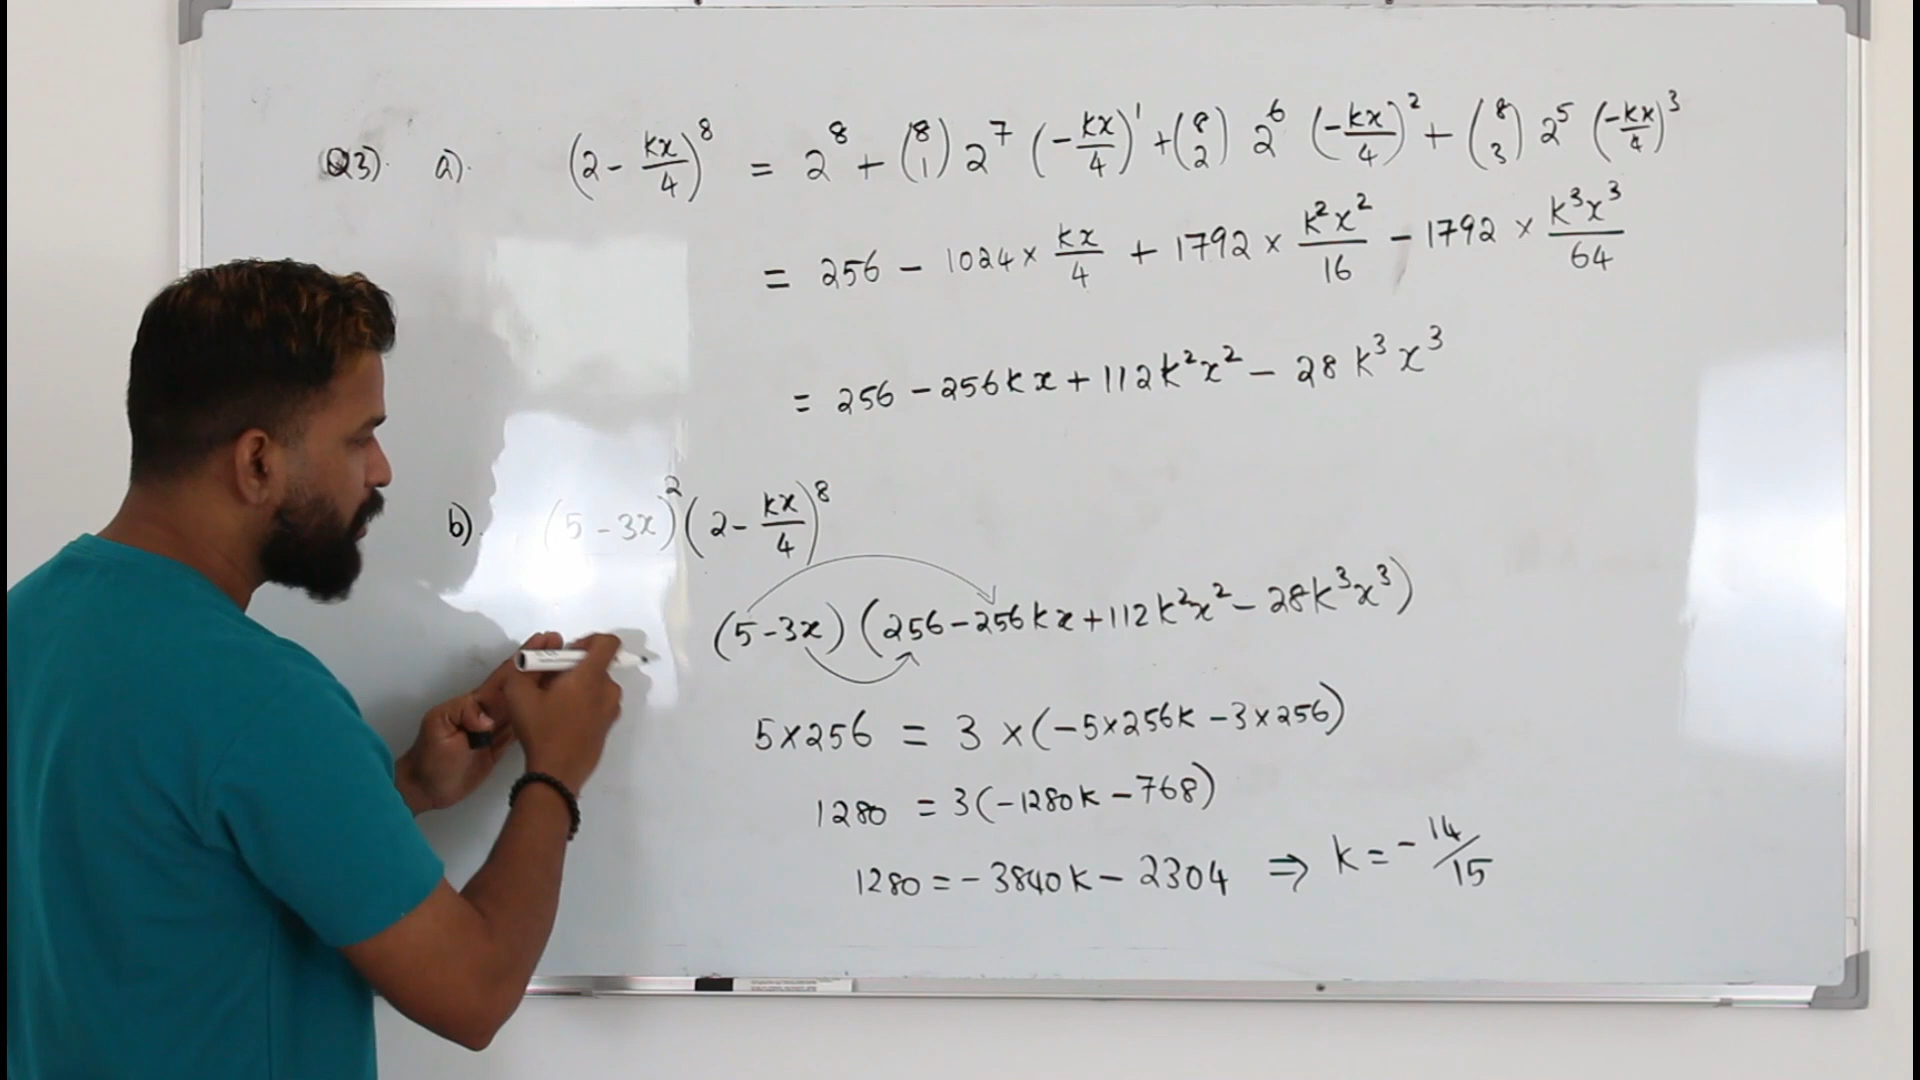 Q3). a). (2 - kx/4)^8 = 2^8 + (8 1) 2^7 (-kx/4)^1 + (8 2) 2^6 (-kx/4)^2 + (8 3) 2^5 (-kx/4)^3
= 256 - 1024 × kx/4 + 1792 × k^2x^2/16 - 1792 × k^3x^3/64
= 256 - 256kx + 112k^2x^2 - 28k^3x^3
b). (5 - 3x)^2 (2 - kx/4)^8
(5-3x) (256 - 256kx + 112k^2x^2 - 28k^3x^3)
5×256 = 3 × (-5×256k - 3×256)
1280 = 3(-1280k - 768)
1280 = -3840k - 2304 ⇒ k = -14/15